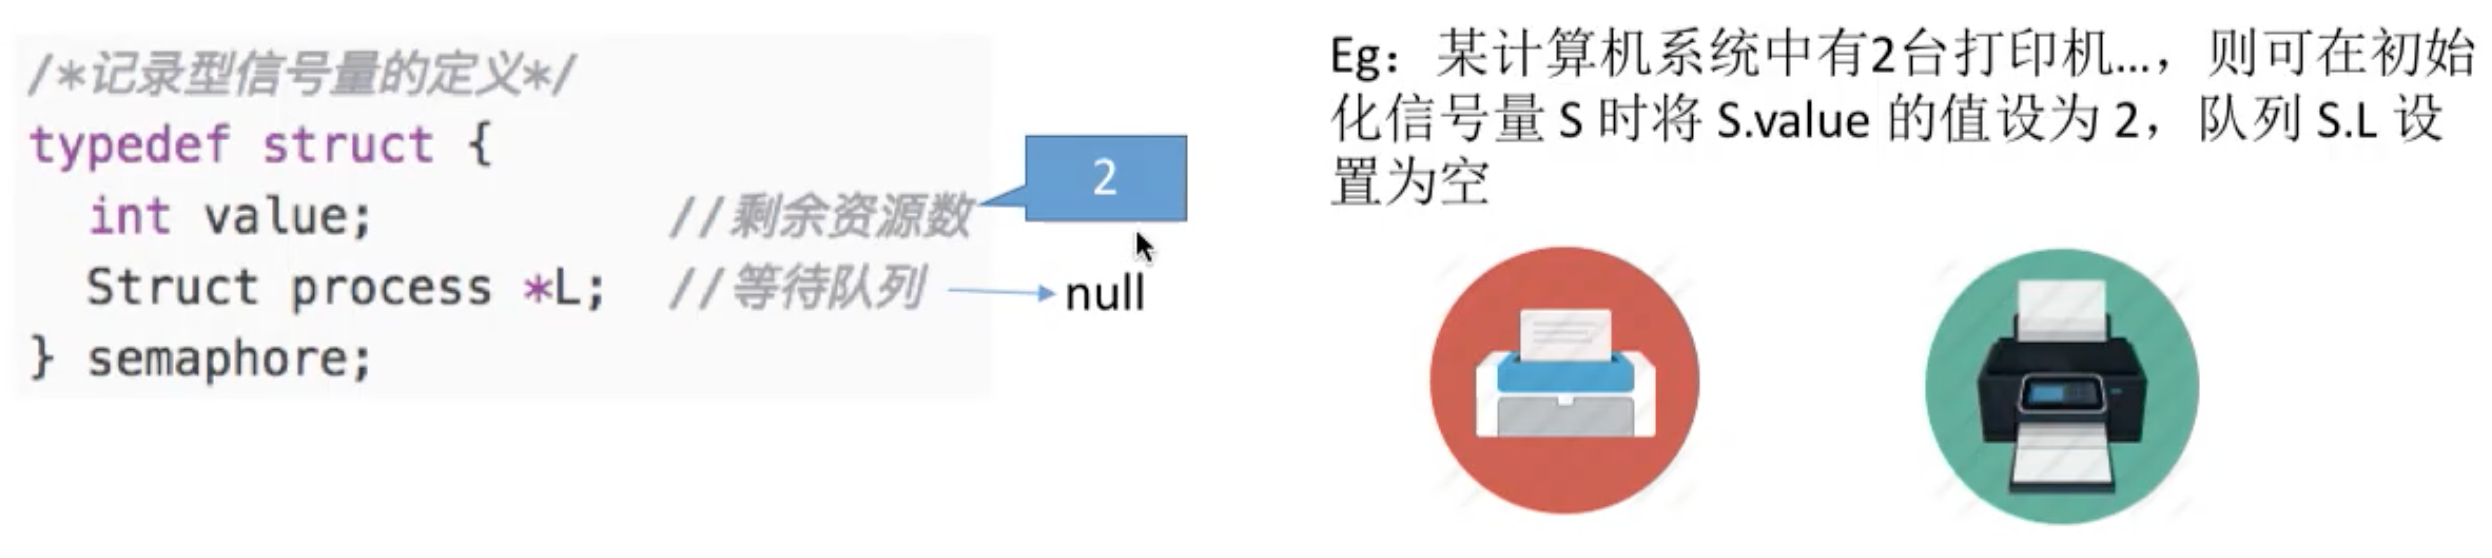 /*记录型信号量的定义*/
typedef struct {
int value; //剩余资源数
Struct process *L; //等待队列
} semaphore;
2
null
Eg：某计算机系统中有2台打印机...，则可在初始
化信号量 S 时将 S.value 的值设为 2，队列 S.L 设
置为空